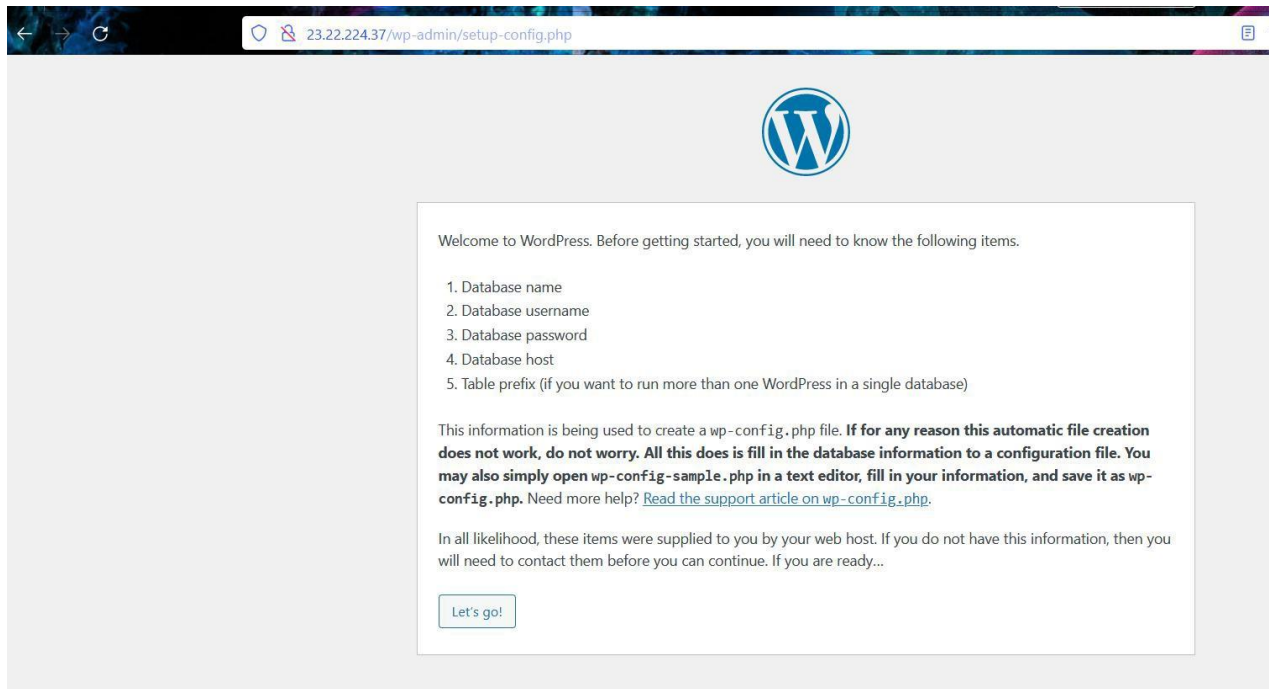 23.22.224.37/wp-admin/setup-config.php
Welcome to WordPress. Before getting started, you will need to know the following items.
1. Database name
2. Database username
3. Database password
4. Database host
5. Table prefix (if you want to run more than one WordPress in a single database)
This information is being used to create a wp-config.php file. If for any reason this automatic file creation
does not work, do not worry. All this does is fill in the database information to a configuration file. You
may also simply open wp-config-sample.php in a text editor, fill in your information, and save it as wp-
config.php. Need more help? Read the support article on wp-config.php.
In all likelihood, these items were supplied to you by your web host. If you do not have this information, then you
will need to contact them before you can continue. If you are ready...
Let's go!